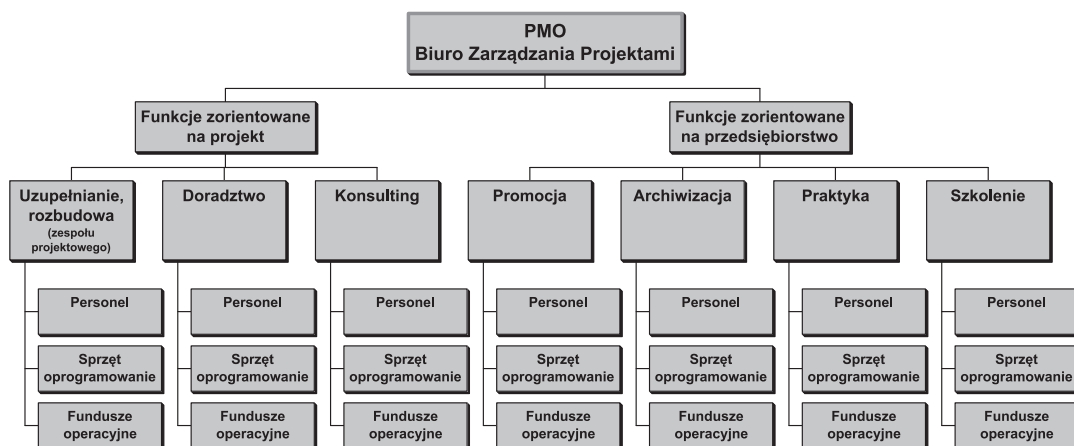 PMO
Biuro Zarządzania Projektami
Funkcje zorientowane
na projekt
Funkcje zorientowane
na przedsiębiorstwo
Uzupełnianie,
rozbudowa
(zespołu
projektowego)
Doradztwo
Konsulting
Promocja
Archiwizacja
Praktyka
Szkolenie
Personel
Personel
Personel
Personel
Personel
Personel
Personel
Sprzęt
oprogramowanie
Sprzęt
oprogramowanie
Sprzęt
oprogramowanie
Sprzęt
oprogramowanie
Sprzęt
oprogramowanie
Sprzęt
oprogramowanie
Sprzęt
oprogramowanie
Fundusze
operacyjne
Fundusze
operacyjne
Fundusze
operacyjne
Fundusze
operacyjne
Fundusze
operacyjne
Fundusze
operacyjne
Fundusze
operacyjne